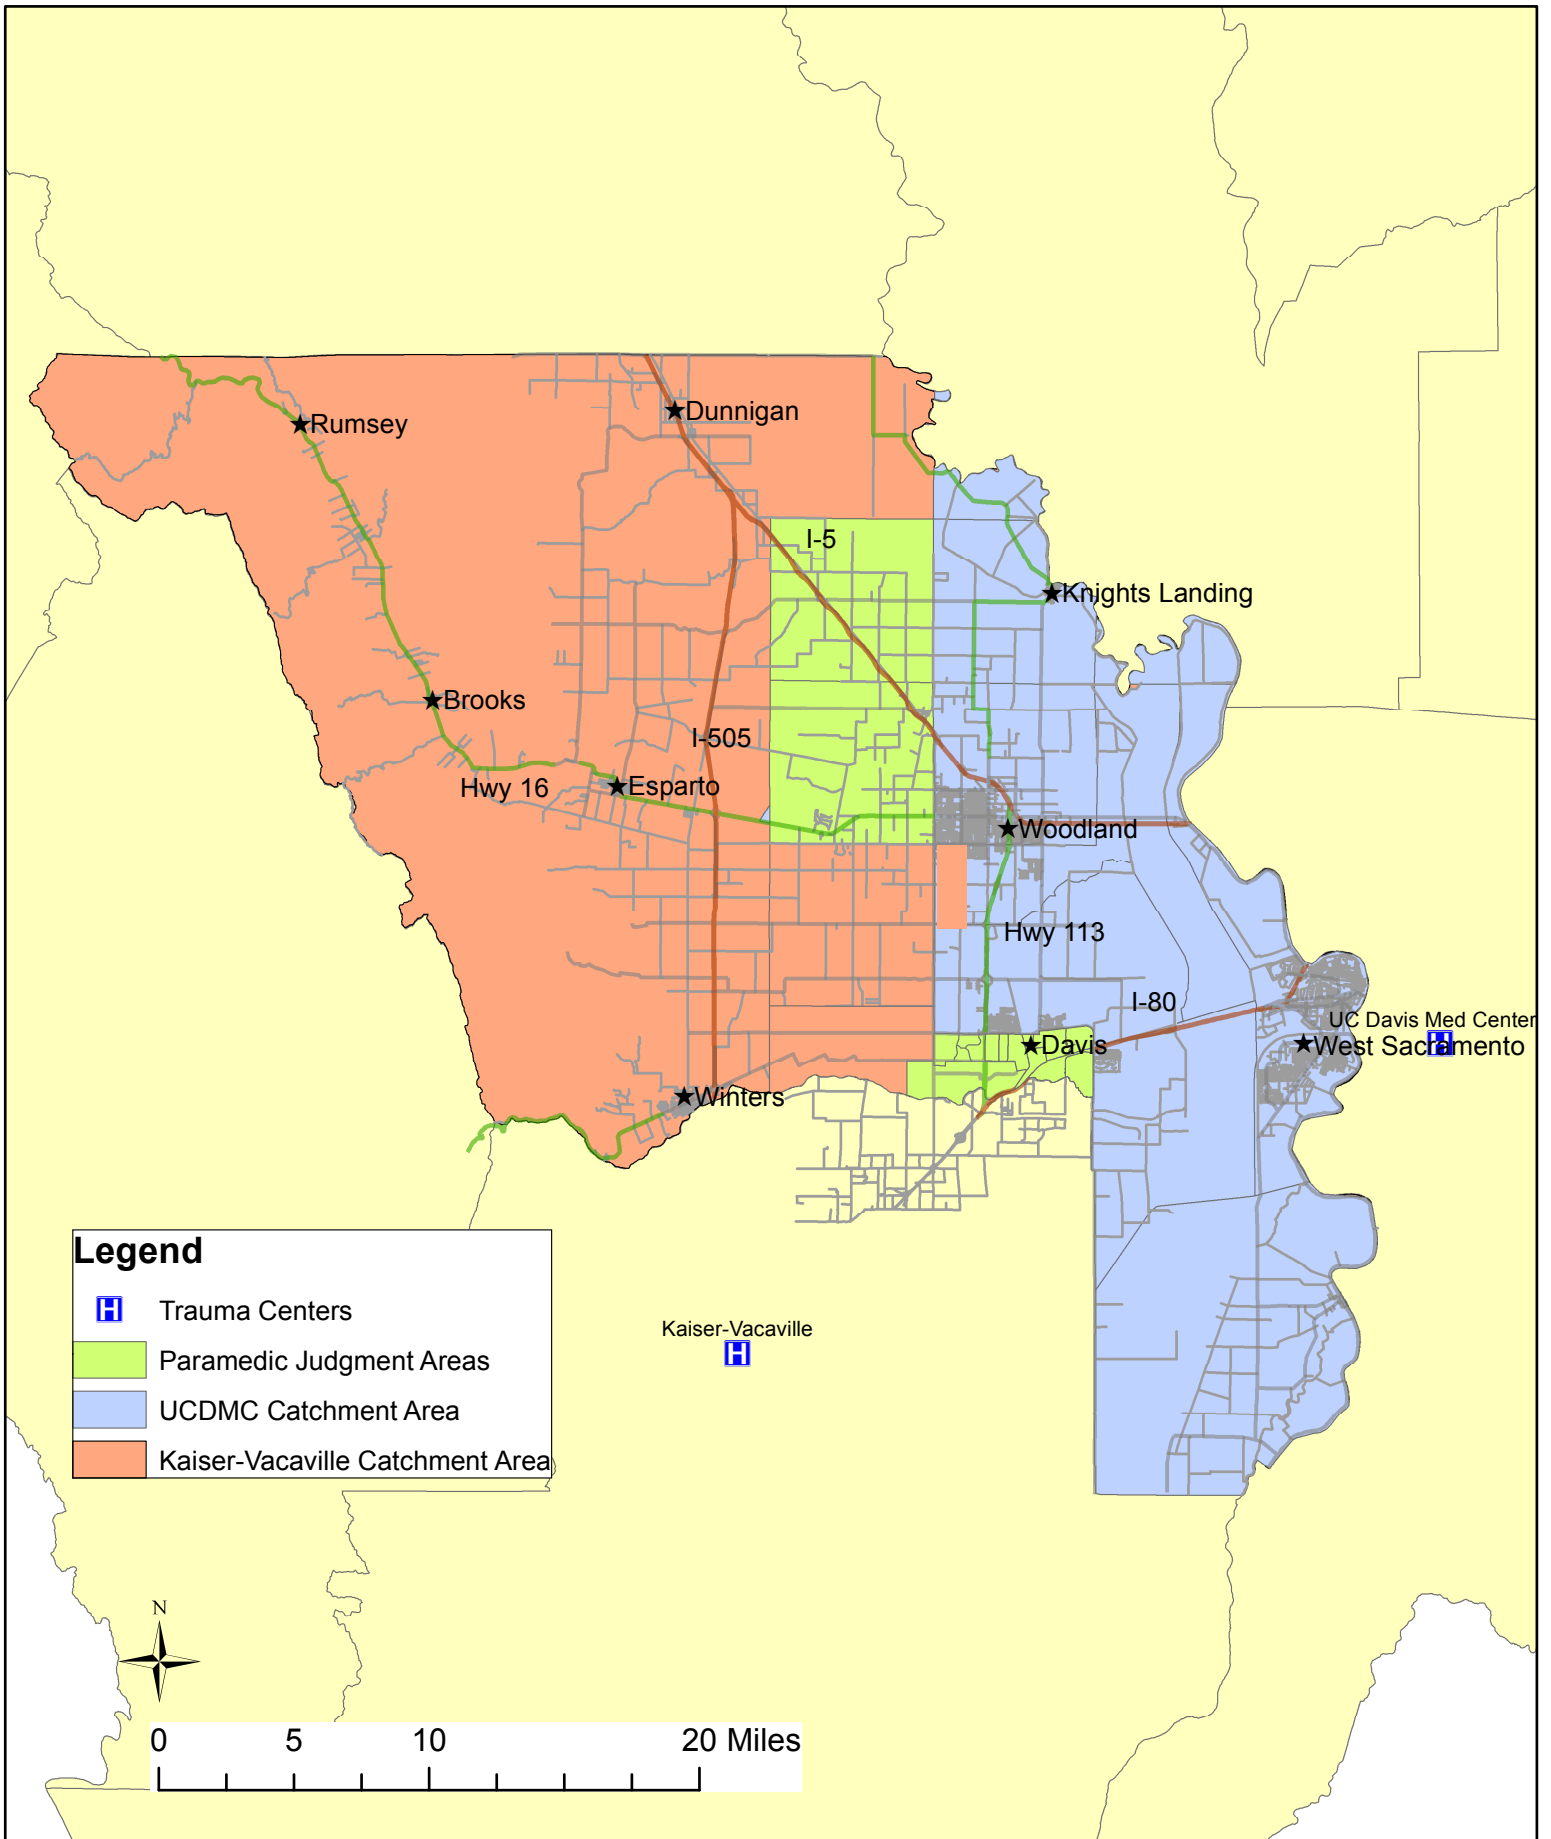 Rumsey
Dunnigan
I-5
Knights Landing
Brooks
I-505
Hwy 16
Esparto
Woodland
Hwy 113
I-80
UC Davis Med Center
H
Davis
West Sacramento
Winters
Legend
H Trauma Centers
Paramedic Judgment Areas
UCDMC Catchment Area
Kaiser-Vacaville Catchment Area
Kaiser-Vacaville
H
N
0 5 10 20 Miles